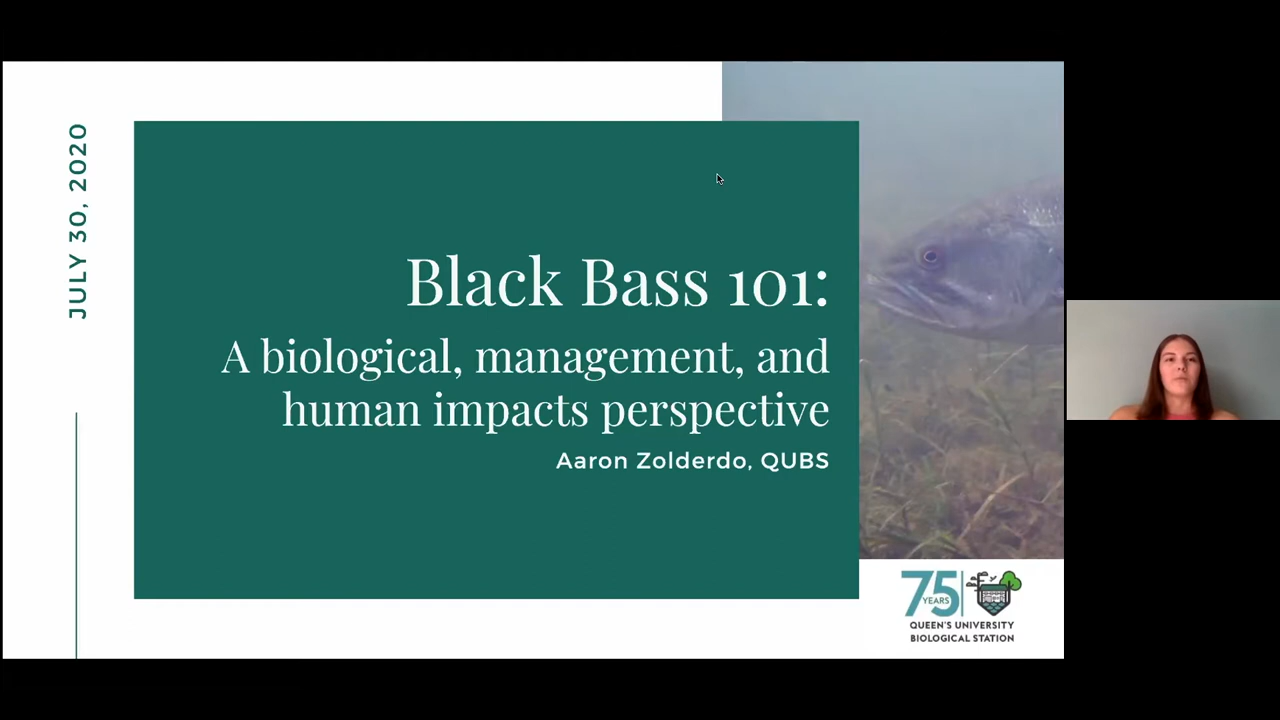 JULY 30, 2020
Black Bass 101:
A biological, management, and
human impacts perspective
Aaron Zolderdo, QUBS
75
YEARS
QUEEN'S UNIVERSITY
BIOLOGICAL STATION